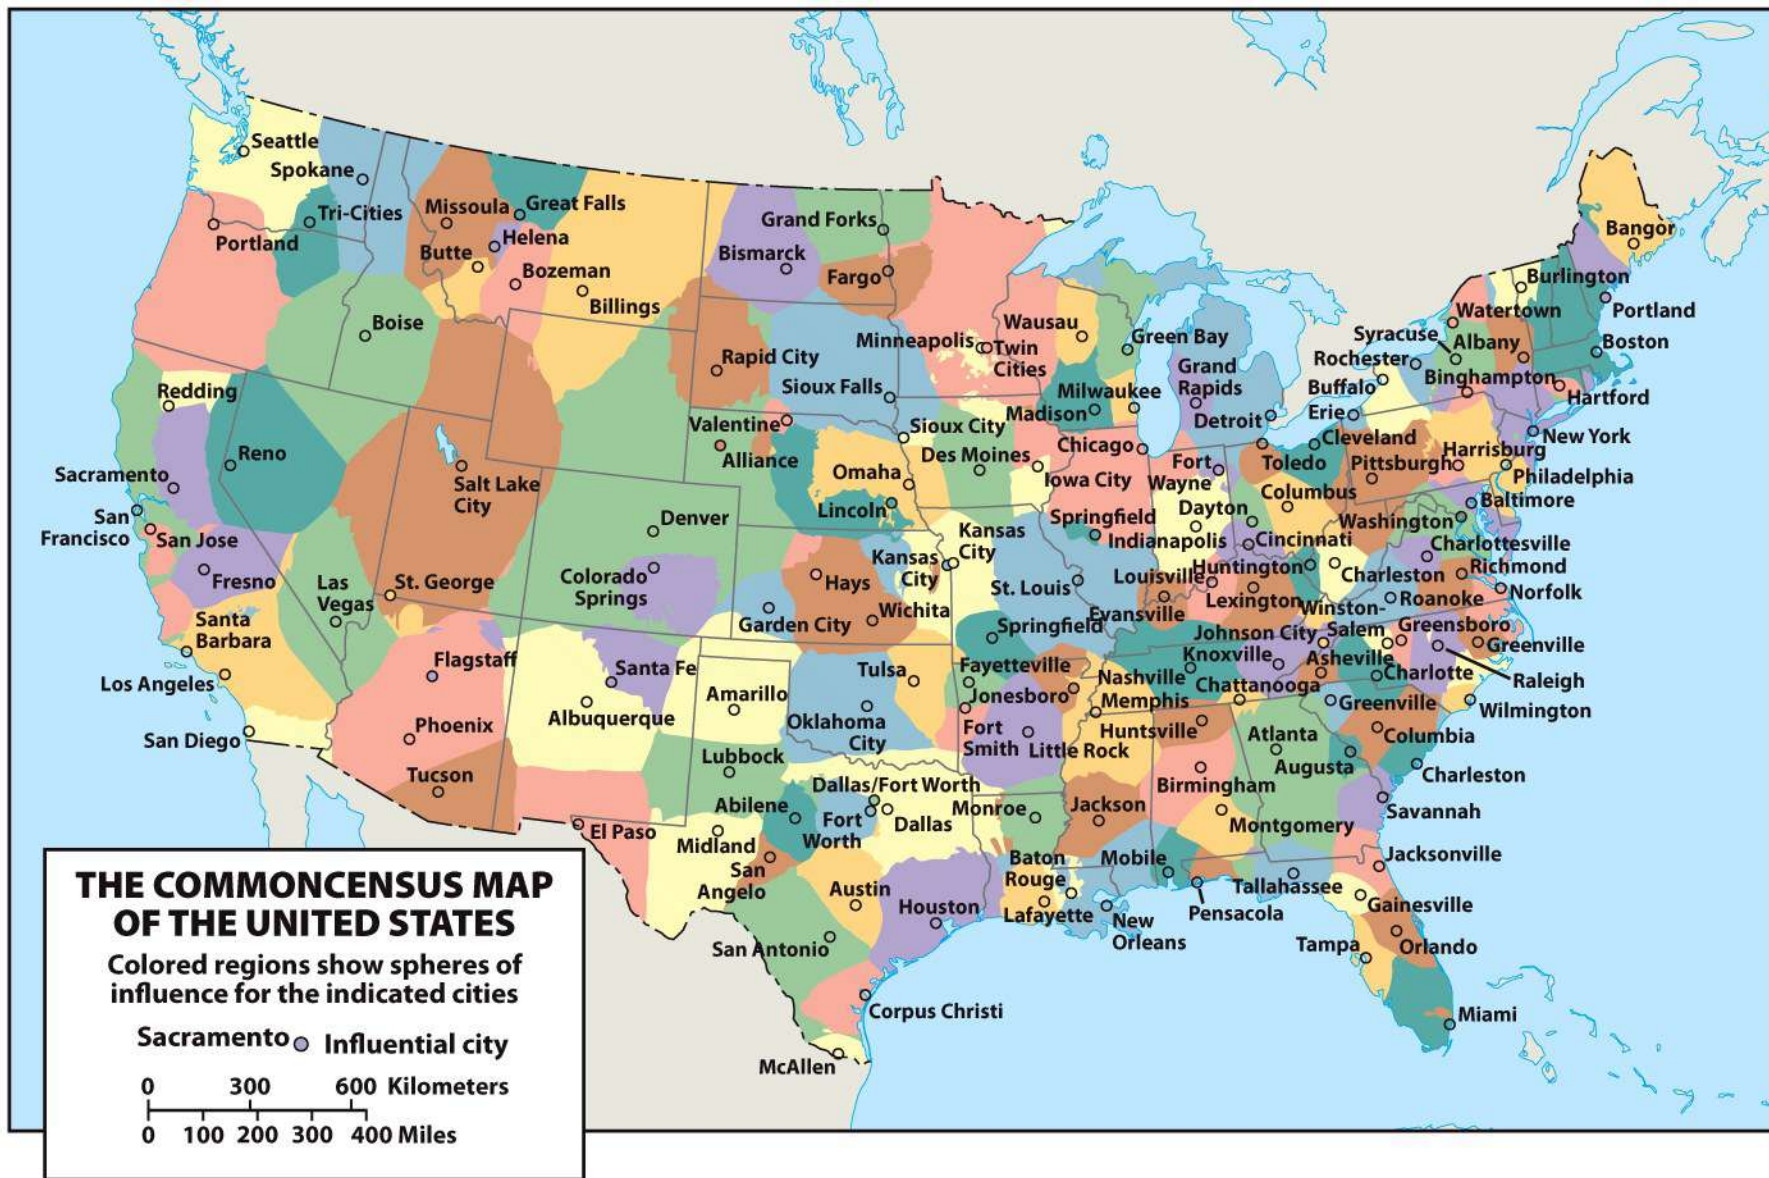 Seattle
Spokane
Tri-Cities
Portland
Missoula
Great Falls
Helena
Butte
Bozeman
Billings
Boise
Bismarck
Grand Forks
Fargo
Minneapolis
Twin
Cities
Wausau
Green Bay
Grand
Rapids
Milwaukee
Madison
Detroit
Bangor
Burlington
Portland
Watertown
Syracuse
Albany
Boston
Rochester
Buffalo
Binghampton
Hartford
Erie
New York
Redding
Reno
Sacramento
San
Francisco
San Jose
Fresno
Las
Vegas
St. George
Salt Lake
City
Rapid City
Sioux Falls
Valentine
Alliance
Sioux City
Des Moines
Omaha
Lincoln
Iowa City
Chicago
Fort
Wayne
Toledo
Cleveland
Pittsburgh
Harrisburg
Philadelphia
Columbus
Dayton
Springfield
Indianapolis
Cincinnati
Washington
Baltimore
Charlottesville
Richmond
Norfolk
Denver
Colorado
Springs
Kansas
City
Kansas
City
Hays
Wichita
Garden City
St. Louis
Louisville
Huntington
Charleston
Evansville
Lexington
Winston-
Salem
Roanoke
Greensboro
Greenville
Santa
Barbara
Los Angeles
San Diego
Flagstaff
Phoenix
Tucson
Santa Fe
Albuquerque
Amarillo
Tulsa
Oklahoma
City
Springfield
Fayetteville
Jonesboro
Fort
Smith
Little Rock
Johnson City
Knoxville
Nashville
Asheville
Charlotte
Raleigh
Chattanooga
Memphis
Greenville
Wilmington
Huntsville
Atlanta
Columbia
Augusta
Charleston
Birmingham
Savannah
Lubbock
Dallas/Fort Worth
Abilene
Fort
Worth
Dallas
Monroe
Jackson
Montgomery
El Paso
Midland
San
Angelo
Austin
Houston
Baton
Rouge
Mobile
Lafayette
New
Orleans
Pensacola
Tallahassee
Jacksonville
Gainesville
Orlando
Tampa
Miami
San Antonio
Corpus Christi
McAllen
THE COMMONCENSUS MAP
OF THE UNITED STATES
Colored regions show spheres of
influence for the indicated cities
Sacramento Influential city
0 300 600 Kilometers
0 100 200 300 400 Miles